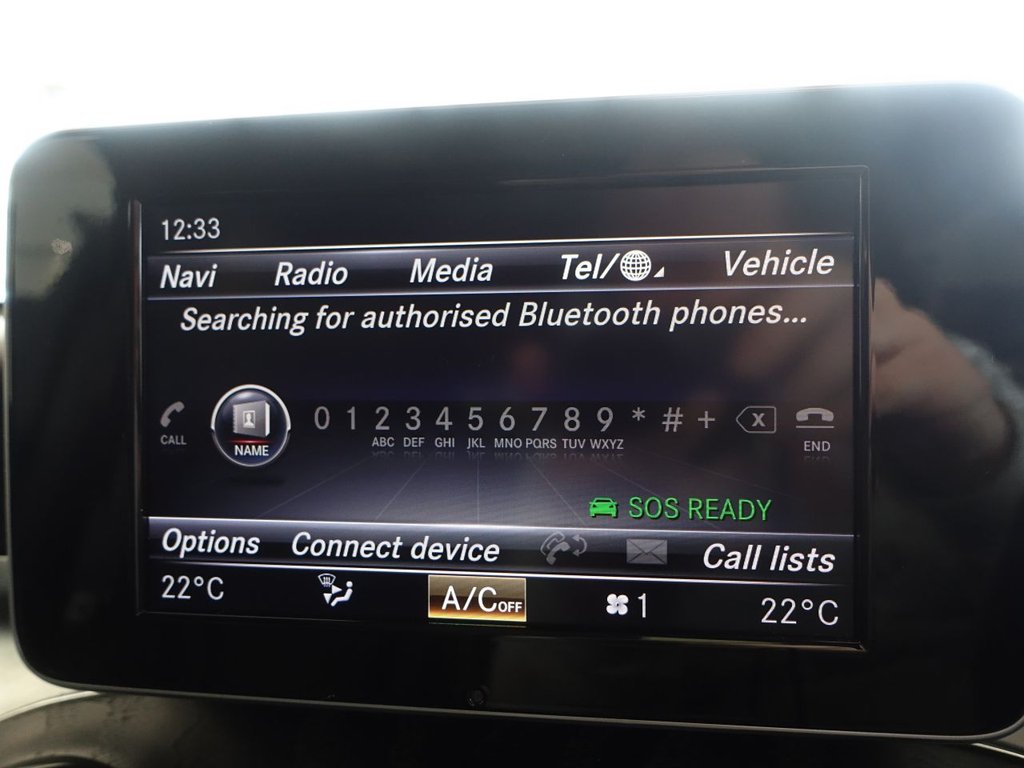 12:33
Navi Radio Media Tel/ Vehicle
Searching for authorised Bluetooth phones...
CALL NAME 0 1 2 3 4 5 6 7 8 9 * # + X END
ABC DEF GHI JKL MNO PQRS TUV WXYZ
SOS READY
Options Connect device Call lists
22°C A/C OFF 1 22°C